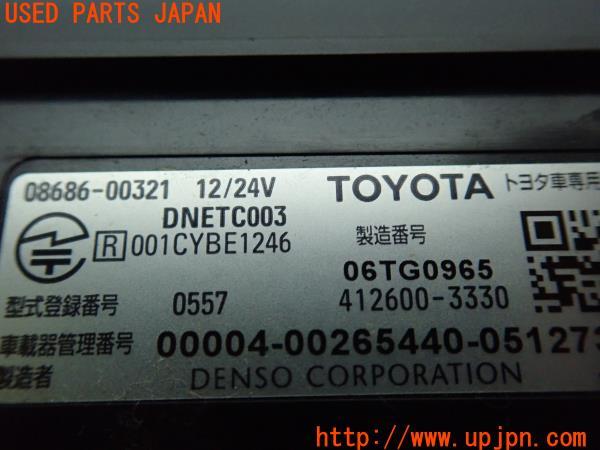 USED PARTS JAPAN
08686-00321 12/24V TOYOTA トヨタ車専用
DNETC003
R 001CYBE1246 製造番号
06TG0965
型式登録番号 0557 412600-3330
車載器管理番号 00004-00265440-051273
製造者 DENSO CORPORATION
http://www.upjpn.com